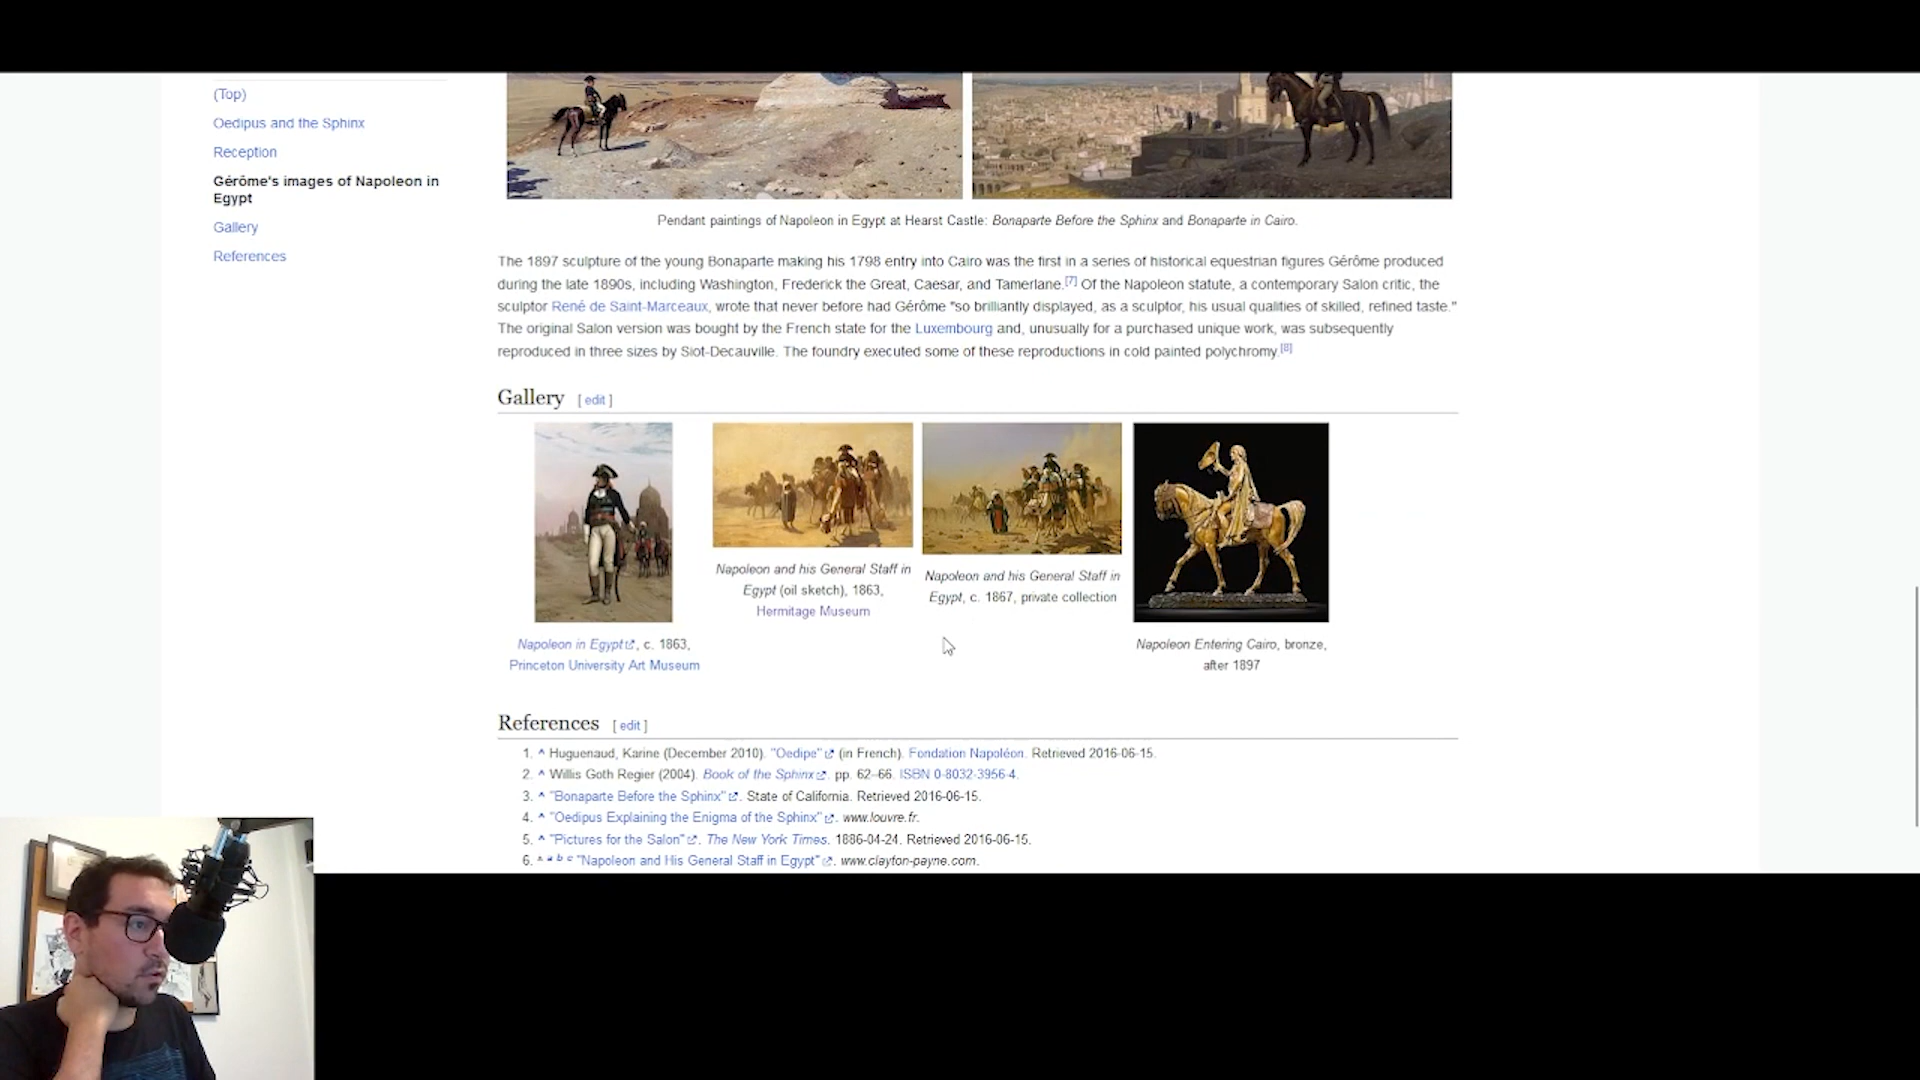 (Top)
Oedipus and the Sphinx
Reception
Gérôme's images of Napoleon in
Egypt
Gallery
References
Pendant paintings of Napoleon in Egypt at Hearst Castle: Bonaparte Before the Sphinx and Bonaparte in Cairo.
The 1897 sculpture of the young Bonaparte making his 1798 entry into Cairo was the first in a series of historical equestrian figures Gérôme produced
during the late 1890s, including Washington, Frederick the Great, Caesar, and Tamerlane.[7] Of the Napoleon statute, a contemporary Salon critic, the
sculptor René de Saint-Marceaux, wrote that never before had Gérôme "so brilliantly displayed, as a sculptor, his usual qualities of skilled, refined taste."
The original Salon version was bought by the French state for the Luxembourg and, unusually for a purchased unique work, was subsequently
reproduced in three sizes by Siot-Decauville. The foundry executed some of these reproductions in cold painted polychromy.[8]
Gallery [ edit ]
Napoleon in Egypt, c. 1863,
Princeton University Art Museum
Napoleon and his General Staff in
Egypt (oil sketch), 1863,
Hermitage Museum
Napoleon and his General Staff in
Egypt, c. 1867, private collection
Napoleon Entering Cairo, bronze,
after 1897
References [ edit ]
1. ^ Huguenaud, Karine (December 2010). "Oedipe" (in French). Fondation Napoléon. Retrieved 2016-06-15.
2. ^ Willis Goth Regier (2004). Book of the Sphinx. pp. 62–66. ISBN 0-8032-3956-4.
3. ^ "Bonaparte Before the Sphinx". State of California. Retrieved 2016-06-15.
4. ^ "Oedipus Explaining the Enigma of the Sphinx". www.louvre.fr.
5. ^ "Pictures for the Salon". The New York Times. 1886-04-24. Retrieved 2016-06-15.
6. ^ a b c "Napoleon and His General Staff in Egypt". www.clayton-payne.com.